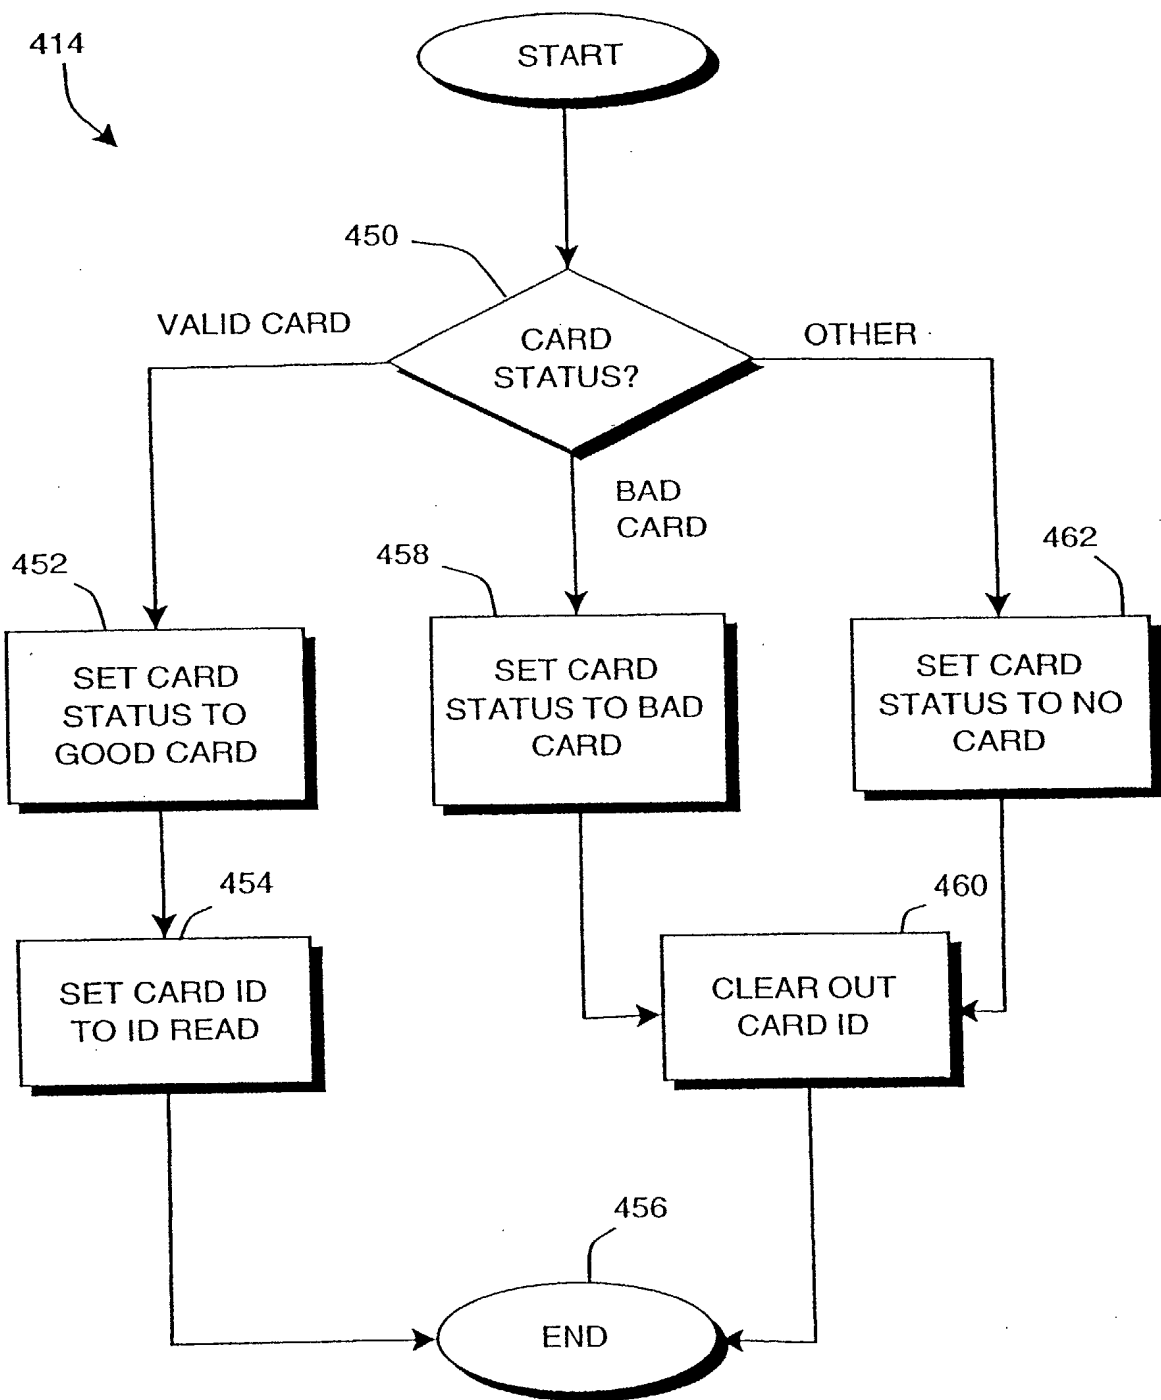 414
START
450
VALID CARD
OTHER
CARD
STATUS?
BAD
CARD
452
458
462
SET CARD
STATUS TO
GOOD CARD
SET CARD
STATUS TO BAD
CARD
SET CARD
STATUS TO NO
CARD
454
460
SET CARD ID
TO ID READ
CLEAR OUT
CARD ID
456
END